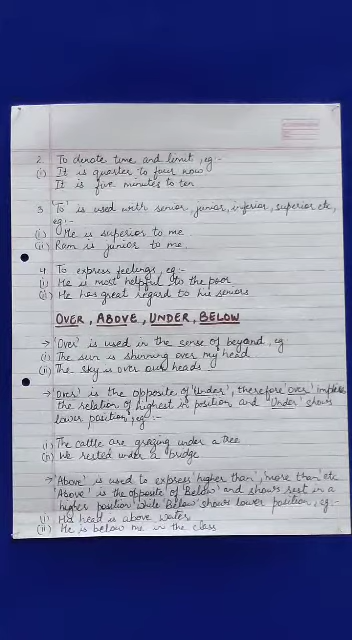 2. To denote time and limit, eg:-
(i) It is quarter to four now
It is five minutes to ten
3. 'To' is used with senior, junior, inferior, superior etc,
eg:-
(i) He is superior to me
(ii) Ram is junior to me.
4. To express feelings, eg:-
(i) He is most helpful to the poor
(ii) He has great regard to his seniors
OVER, ABOVE, UNDER, BELOW
→ 'Over' is used in the sense of beyond, eg
(i) The sun is shinning over my head
(ii) The sky is over our heads.
→ 'Over' is the opposite of 'under', therefore 'over' implies
the relation of highest in position and 'Under' shows
lower position, eg:-
(i) The cattle are grazing under a tree
(ii) We rested under a bridge
→ 'Above' is used to express 'higher than', 'more than' etc
'Above' is the opposite of 'Below' and shows rest in a
higher position while 'Below' shows lower position, eg:-
(i) His head is above water
(ii) He is below me in the class